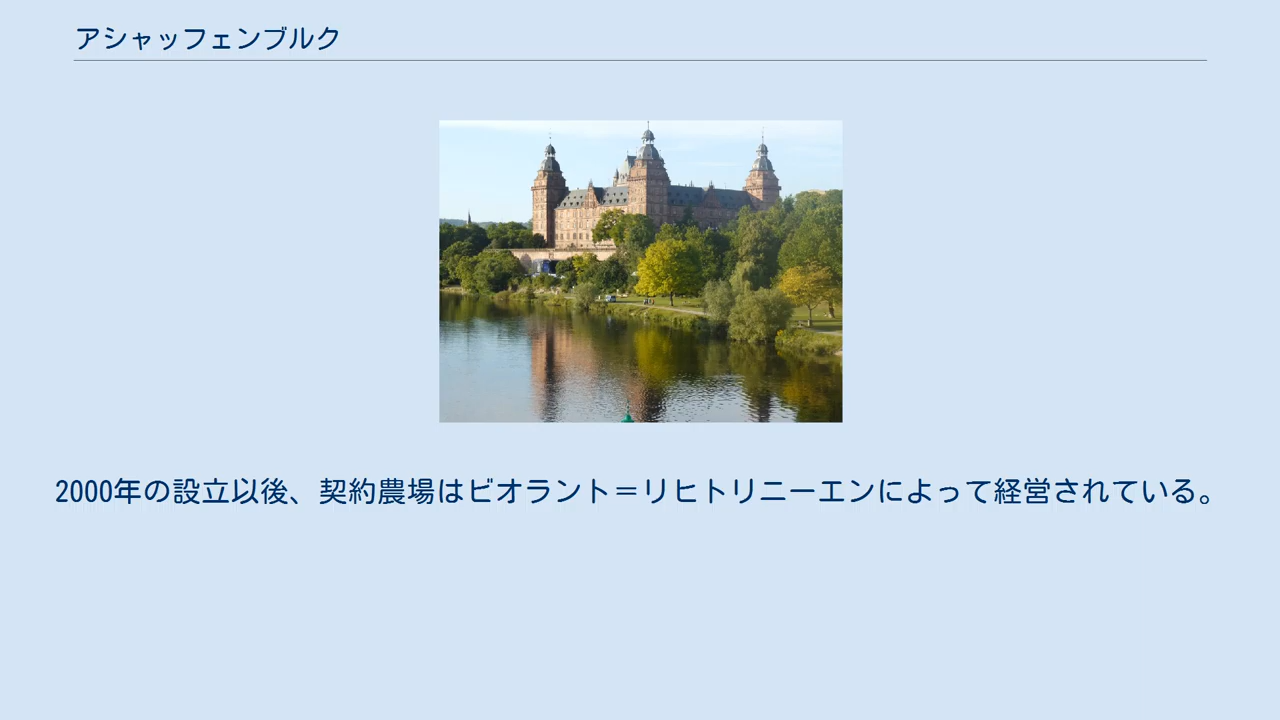 アシャッフェンブルク
2000年の設立以後、契約農場はビオラント＝リヒトリニーエンによって経営されている。